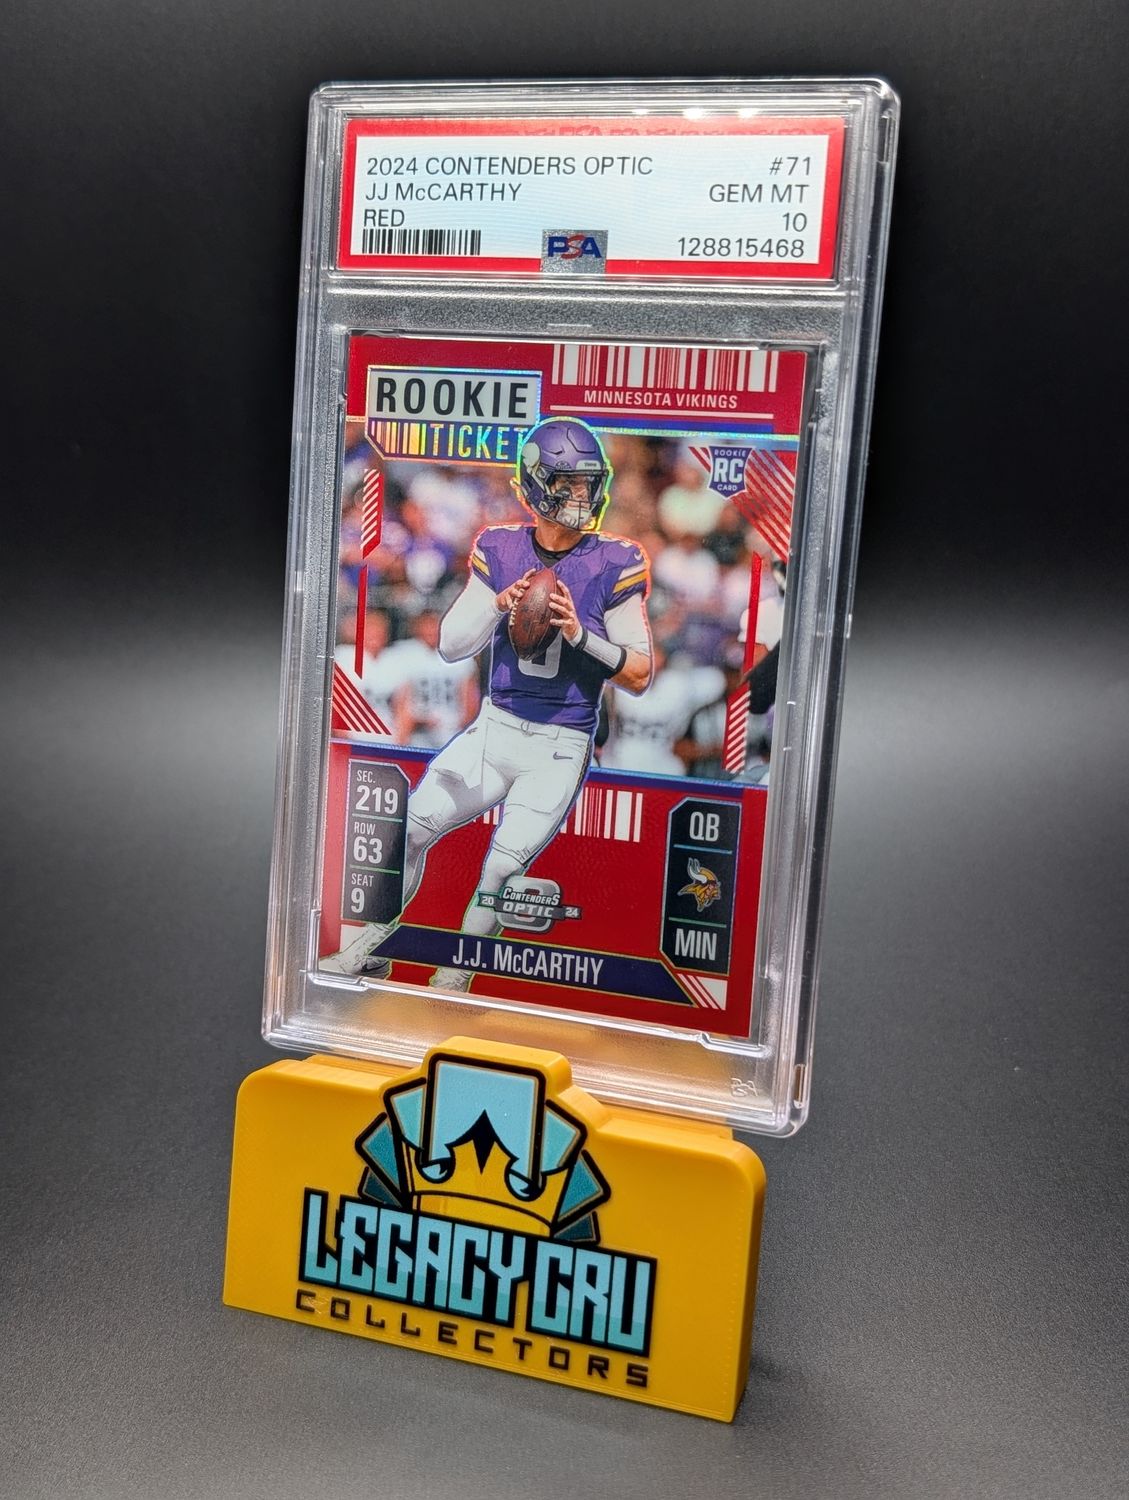 2024 CONTENDERS OPTIC #71
JJ McCARTHY GEM MT
RED 10
PSA 128815468
MINNESOTA VIKINGS
ROOKIE
TICKET
ROOKIE
RC
CARD
SEC.
219
ROW
63
SEAT
9
QB
MIN
20 CONTENDERS 24
OPTIC
J.J. McCARTHY
LEGACY CRU
COLLECTORS